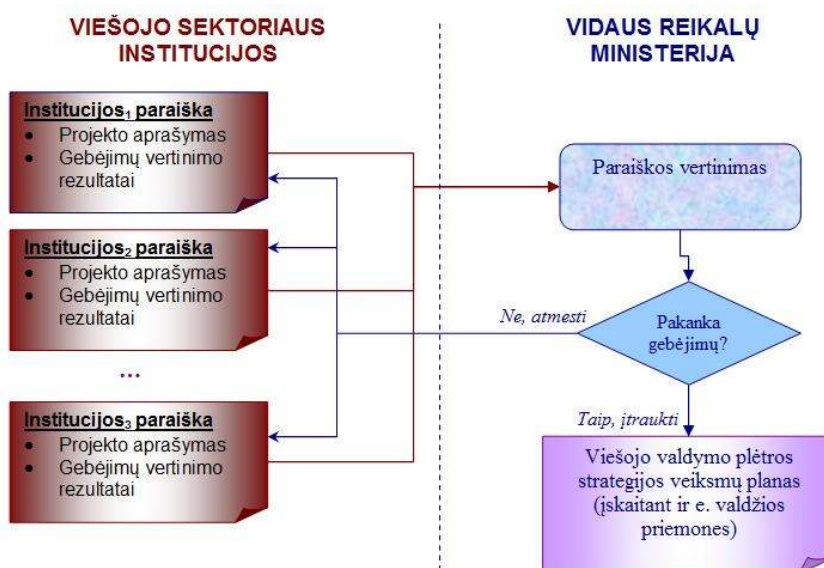 VIEŠOJO SEKTORIAUS
INSTITUCIJOS
Institucijos₁ paraiška
● Projekto aprašymas
● Gebėjimų vertinimo
rezultatai
Institucijos₂ paraiška
● Projekto aprašymas
● Gebėjimų vertinimo
rezultatai
...
Institucijos₃ paraiška
● Projekto aprašymas
● Gebėjimų vertinimo
rezultatai
VIDAUS REIKALŲ
MINISTERIJA
Paraiškos vertinimas
Ne, atmesti
Pakanka
gebėjimų?
Taip, įtraukti
Viešojo valdymo plėtros
strategijos veiksmų planas
(įskaitant ir e. valdžios
priemones)